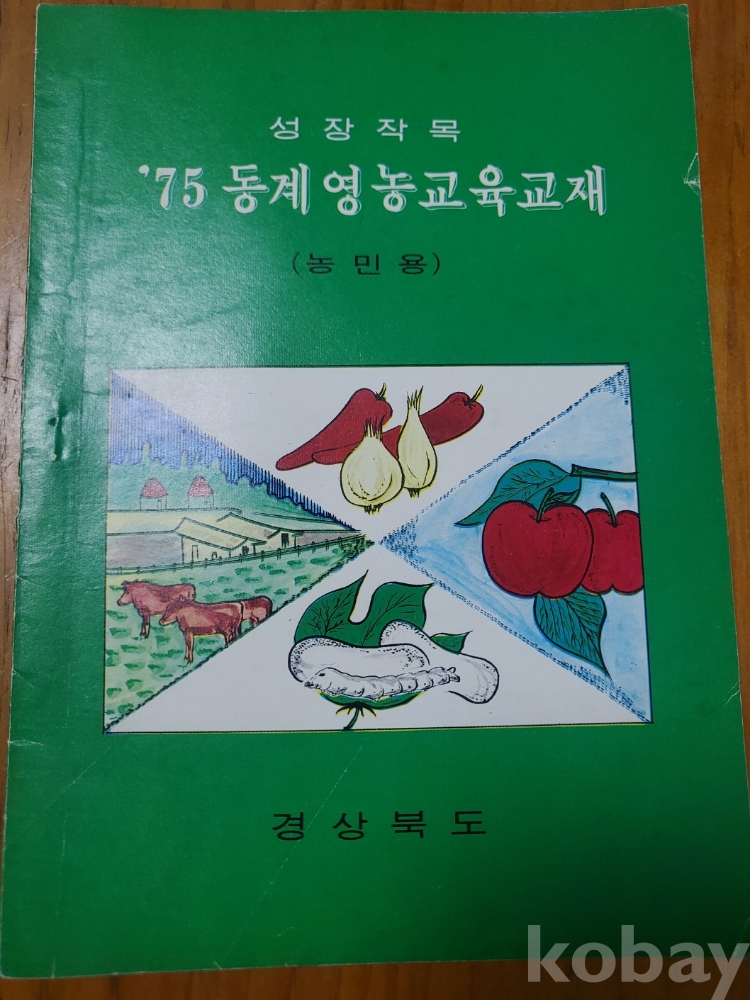 성장작목
'75 동계영농교육교재
(농민용)
경상북도
kobay